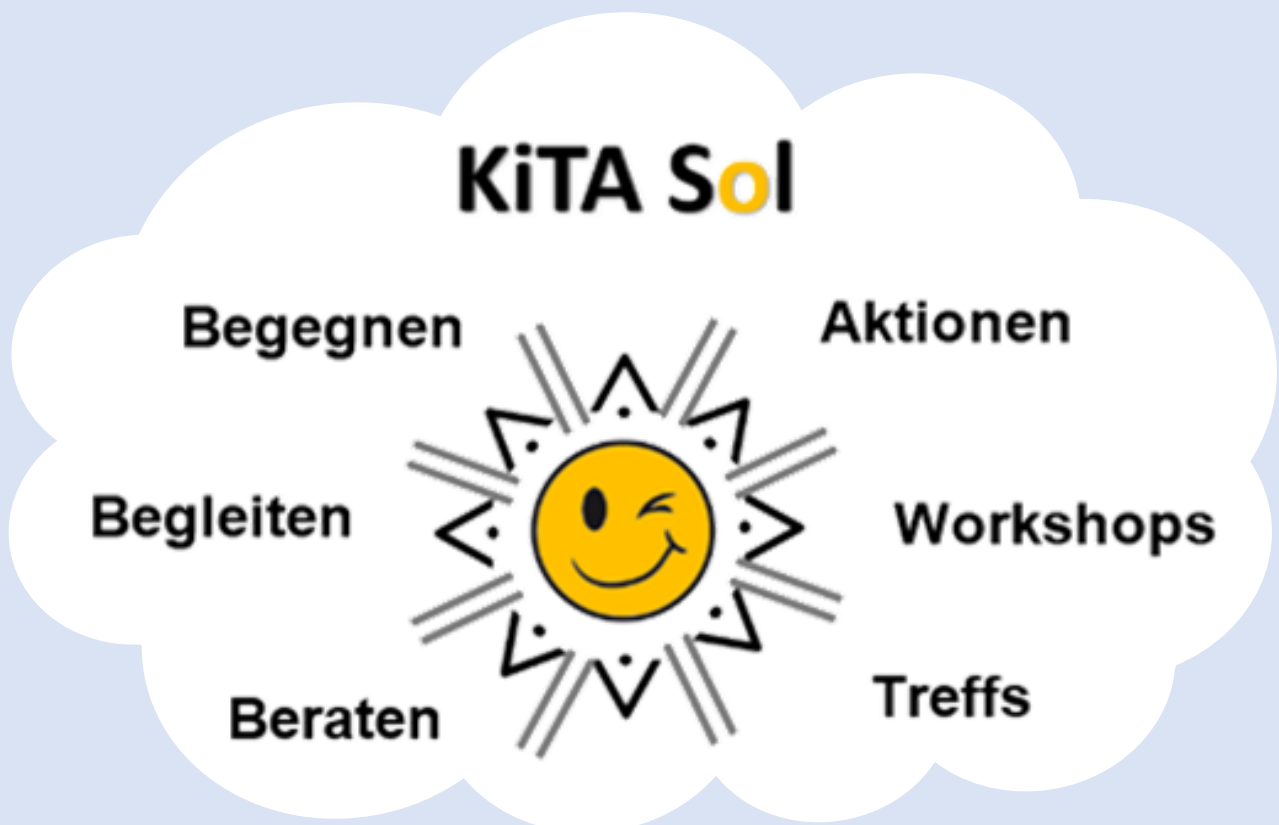 KiTA Sol
Begegnen
Aktionen
Begleiten
Workshops
Beraten
Treffs